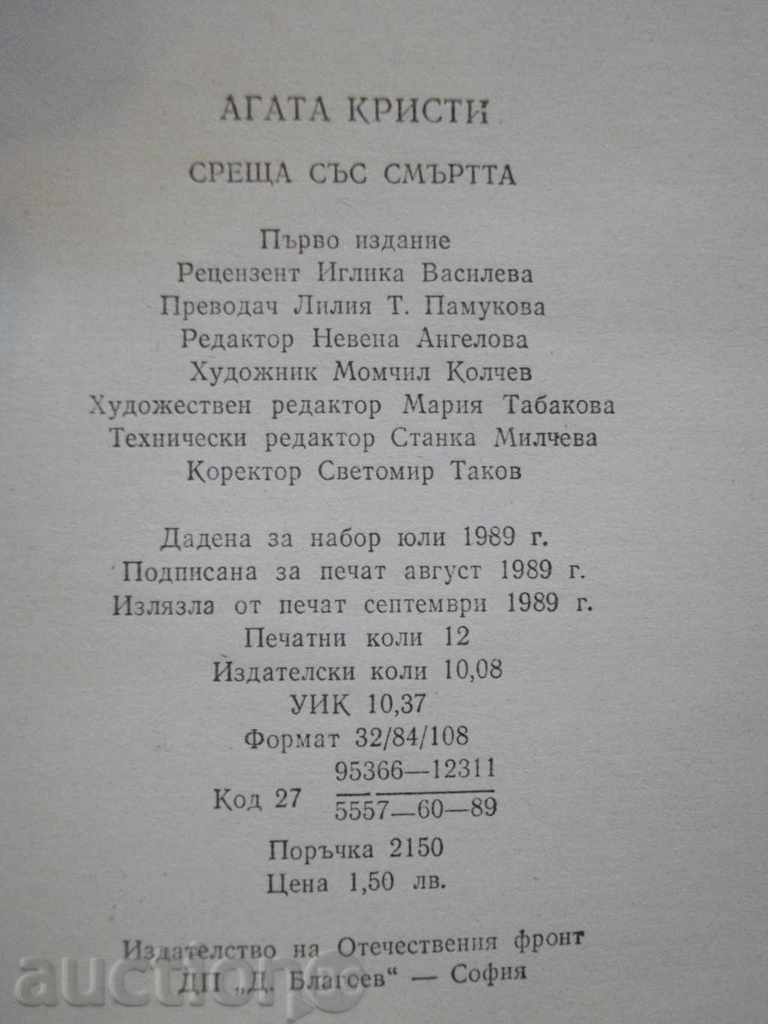 АГАТА КРИСТИ
СРЕЩА СЪС СМЪРТТА
Първо издание
Рецензент Иглика Василева
Преводач Лилия Т. Памукова
Редактор Невена Ангелова
Художник Момчил Колчев
Художествен редактор Мария Табакова
Технически редактор Станка Милчева
Коректор Светомир Таков
Дадена за набор юли 1989 г.
Подписана за печат август 1989 г.
Излязла от печат септември 1989 г.
Печатни коли 12
Издателски коли 10,08
УИК 10,37
Формат 32/84/108
95366—12311
Код 27
5557—60—89
Поръчка 2150
Цена 1,50 лв.
Издателство на Отечествения фронт
ДП „Д. Благоев“ — София
auction